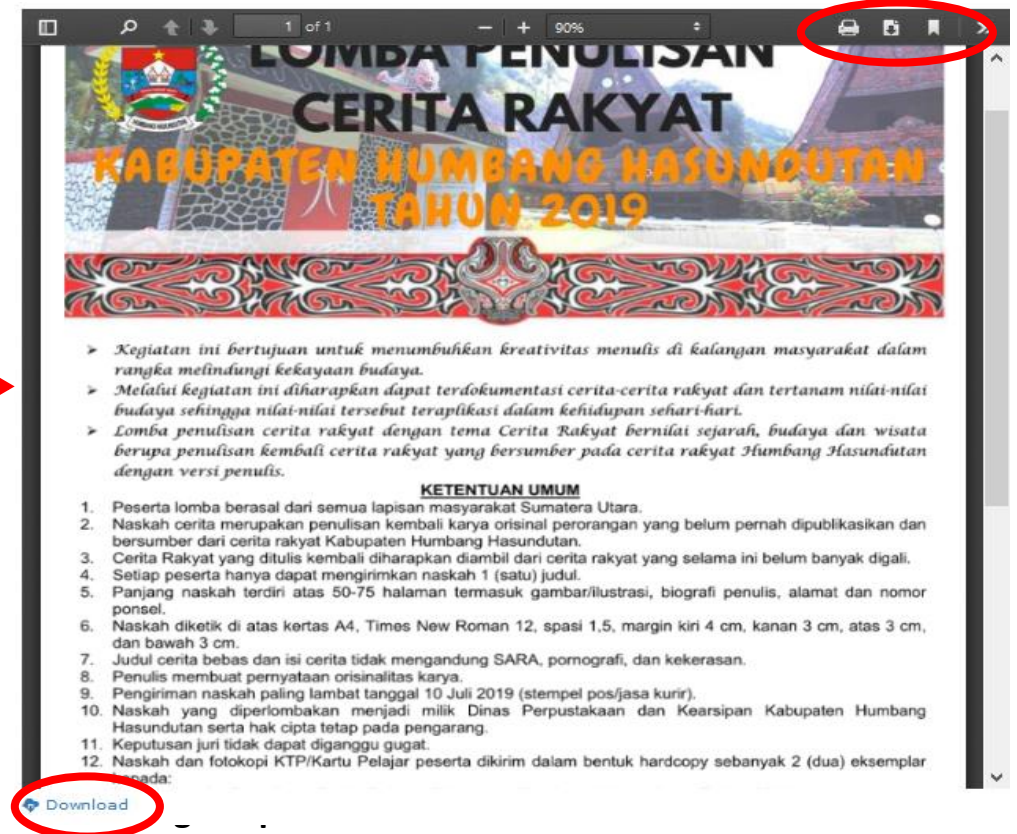 1 of 1
90%
LOMBA PENULISAN
CERITA RAKYAT
KABUPATEN HUMBANG HASUNDUTAN
TAHUN 2019
➢ Kegiatan ini bertujuan untuk menumbuhkan kreativitas menulis di kalangan masyarakat dalam
rangka melindungi kekayaan budaya.
➢ Melalui kegiatan ini diharapkan dapat terdokumentasi cerita-cerita rakyat dan tertanam nilai-nilai
budaya sehingga nilai-nilai tersebut teraplikasi dalam kehidupan sehari-hari.
➢ Lomba penulisan cerita rakyat dengan tema Cerita Rakyat bernilai sejarah, budaya dan wisata
berupa penulisan kembali cerita rakyat yang bersumber pada cerita rakyat Humbang Hasundutan
dengan versi penulis.
KETENTUAN UMUM
1. Peserta lomba berasal dari semua lapisan masyarakat Sumatera Utara.
2. Naskah cerita merupakan penulisan kembali karya orisinal perorangan yang belum pernah dipublikasikan dan
bersumber dari cerita rakyat Kabupaten Humbang Hasundutan.
3. Cerita Rakyat yang ditulis kembali diharapkan diambil dari cerita rakyat yang selama ini belum banyak digali.
4. Setiap peserta hanya dapat mengirimkan naskah 1 (satu) judul.
5. Panjang naskah terdiri atas 50-75 halaman termasuk gambar/ilustrasi, biografi penulis, alamat dan nomor
ponsel.
6. Naskah diketik di atas kertas A4, Times New Roman 12, spasi 1,5, margin kiri 4 cm, kanan 3 cm, atas 3 cm,
dan bawah 3 cm.
7. Judul cerita bebas dan isi cerita tidak mengandung SARA, pornografi, dan kekerasan.
8. Penulis membuat pernyataan orisinalitas karya.
9. Pengiriman naskah paling lambat tanggal 10 Juli 2019 (stempel pos/jasa kurir).
10. Naskah yang diperlombakan menjadi milik Dinas Perpustakaan dan Kearsipan Kabupaten Humbang
Hasundutan serta hak cipta tetap pada pengarang.
11. Keputusan juri tidak dapat diganggu gugat.
12. Naskah dan fotokopi KTP/Kartu Pelajar peserta dikirim dalam bentuk hardcopy sebanyak 2 (dua) eksemplar
kepada:
Download